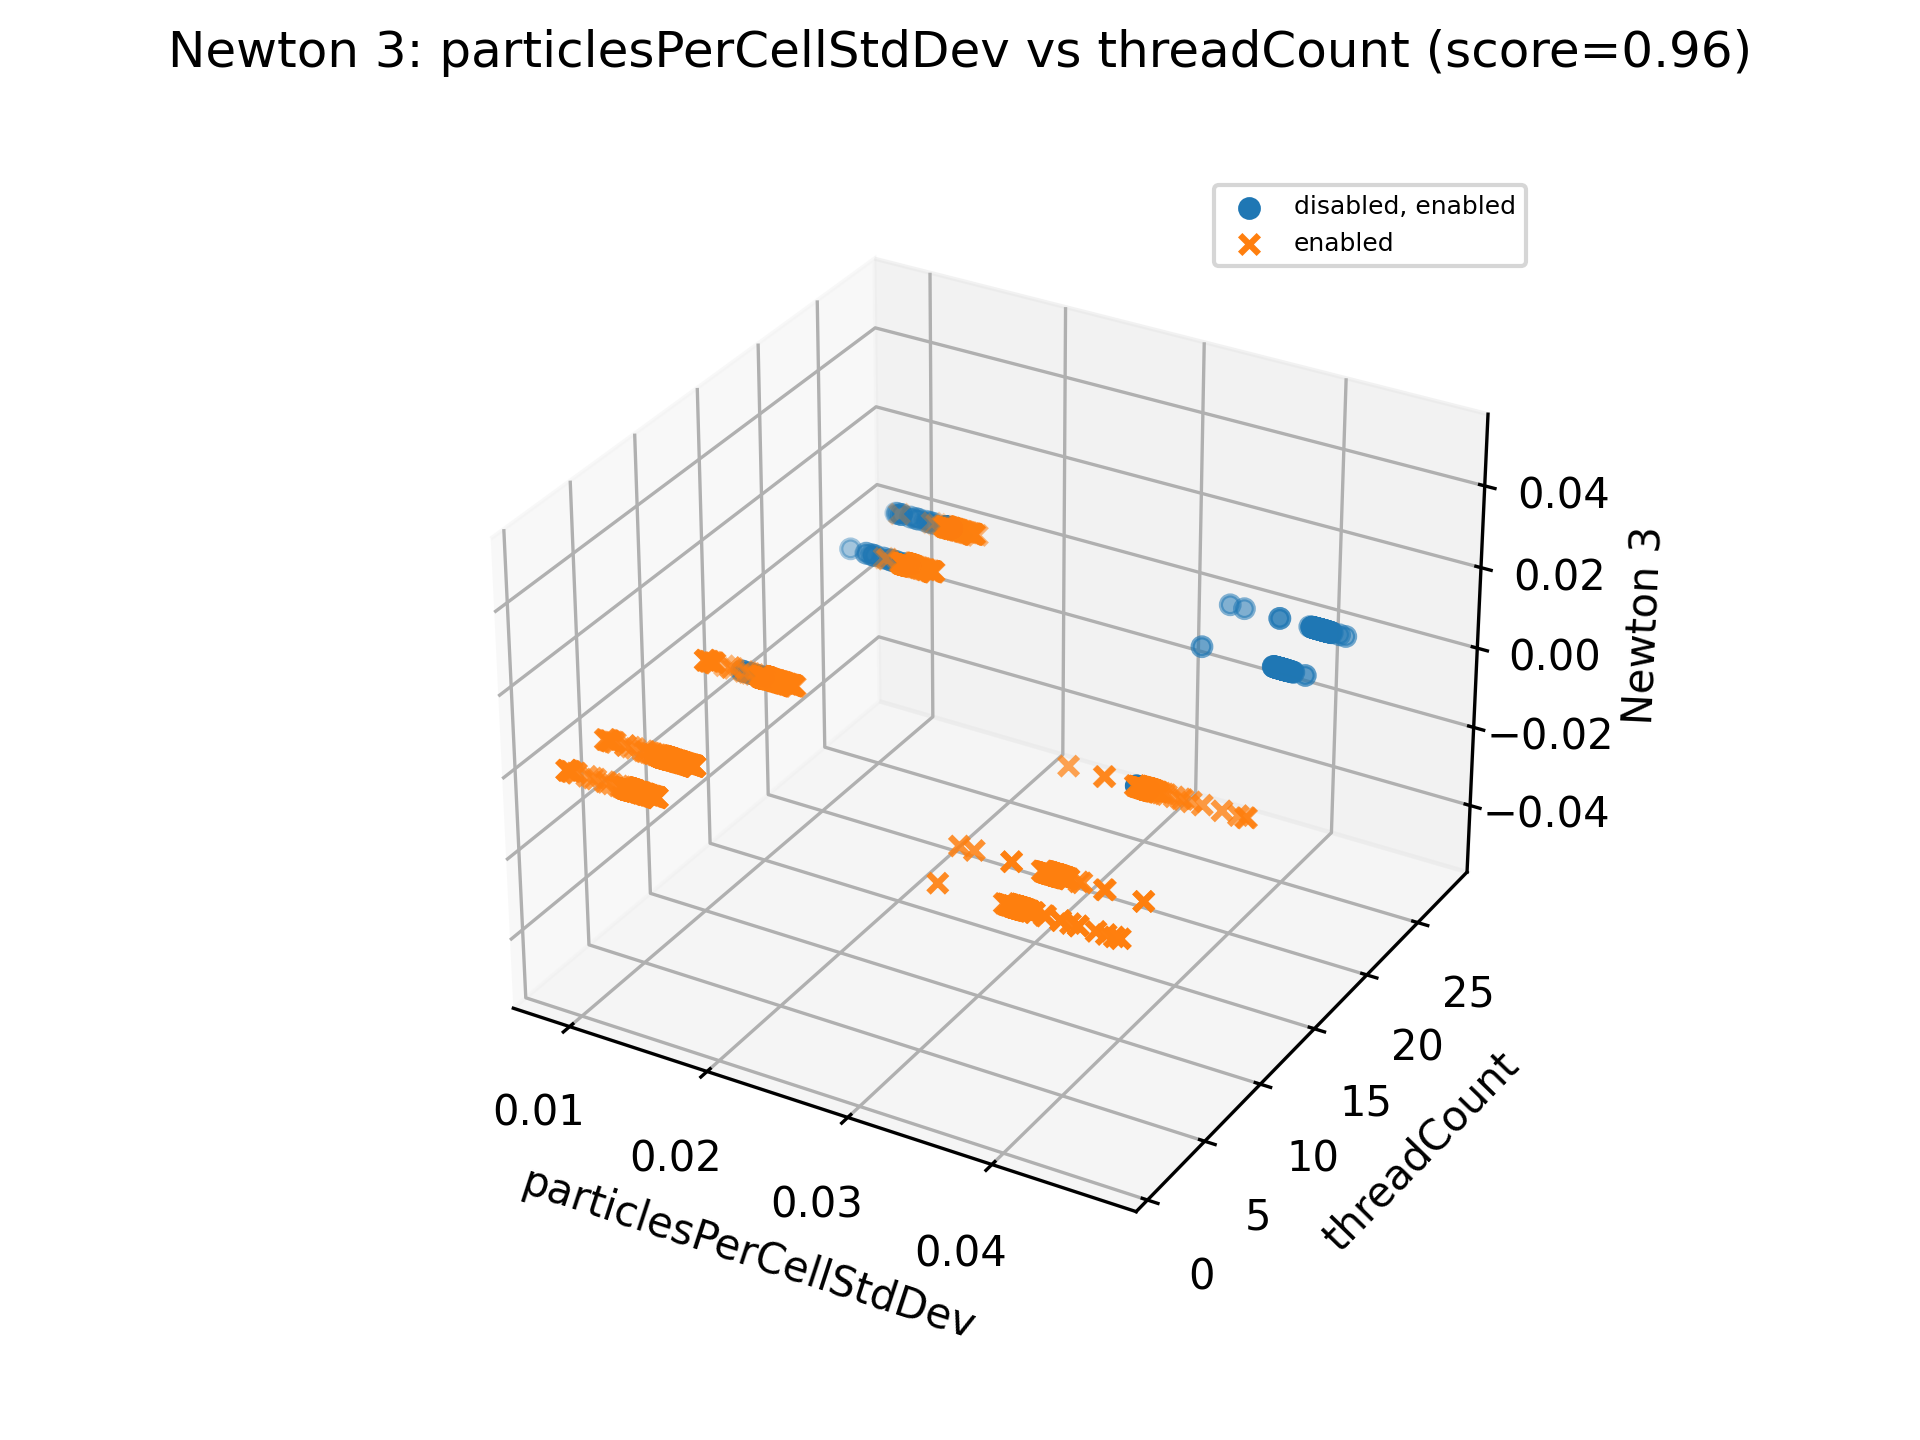 Newton 3: particlesPerCellStdDev vs threadCount (score=0.96)
disabled, enabled
enabled
0.04
0.02
0.00
−0.02
−0.04
Newton 3
25
20
15
10
5
0
threadCount
0.01
0.02
0.03
0.04
particlesPerCellStdDev